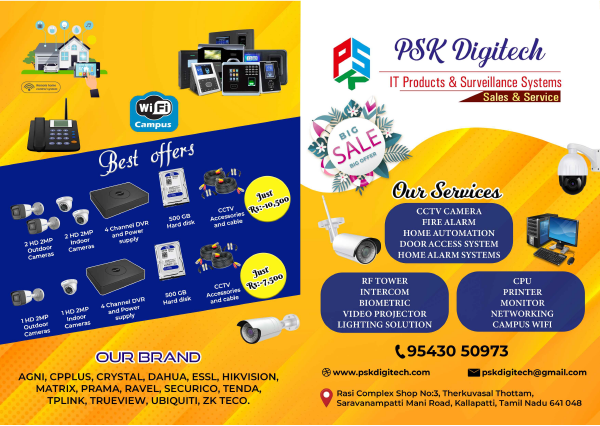 Remote home
control system
WiFi
Campus
Best offers
2 HD 2MP
Outdoor
Cameras
2 HD 2MP
Indoor
Cameras
4 Channel DVR
and Power
supply
500 GB
Hard disk
CCTV
Accessories
and cable
Just
Rs:-10,500
1 HD 2MP
Outdoor
Cameras
1 HD 2MP
Indoor
Cameras
4 Channel DVR
and Power
supply
500 GB
Hard disk
CCTV
Accessories
and cable
Just
Rs:-7,500
OUR BRAND
AGNI, CPPLUS, CRYSTAL, DAHUA, ESSL, HIKVISION,
MATRIX, PRAMA, RAVEL, SECURICO, TENDA,
TPLINK, TRUEVIEW, UBIQUITI, ZK TECO.
PSK
PSK Digitech
IT Products & Surveillance Systems
Sales & Service
BIG
SALE
BIG OFFER
Our Services
CCTV CAMERA
FIRE ALARM
HOME AUTOMATION
DOOR ACCESS SYSTEM
HOME ALARM SYSTEMS
RF TOWER
INTERCOM
BIOMETRIC
VIDEO PROJECTOR
LIGHTING SOLUTION
CPU
PRINTER
MONITOR
NETWORKING
CAMPUS WIFI
95430 50973
www.pskdigitech.com
pskdigitech@gmail.com
Rasi Complex Shop No:3, Therkuvasal Thottam,
Saravanampatti Mani Road, Kallapatti, Tamil Nadu 641 048